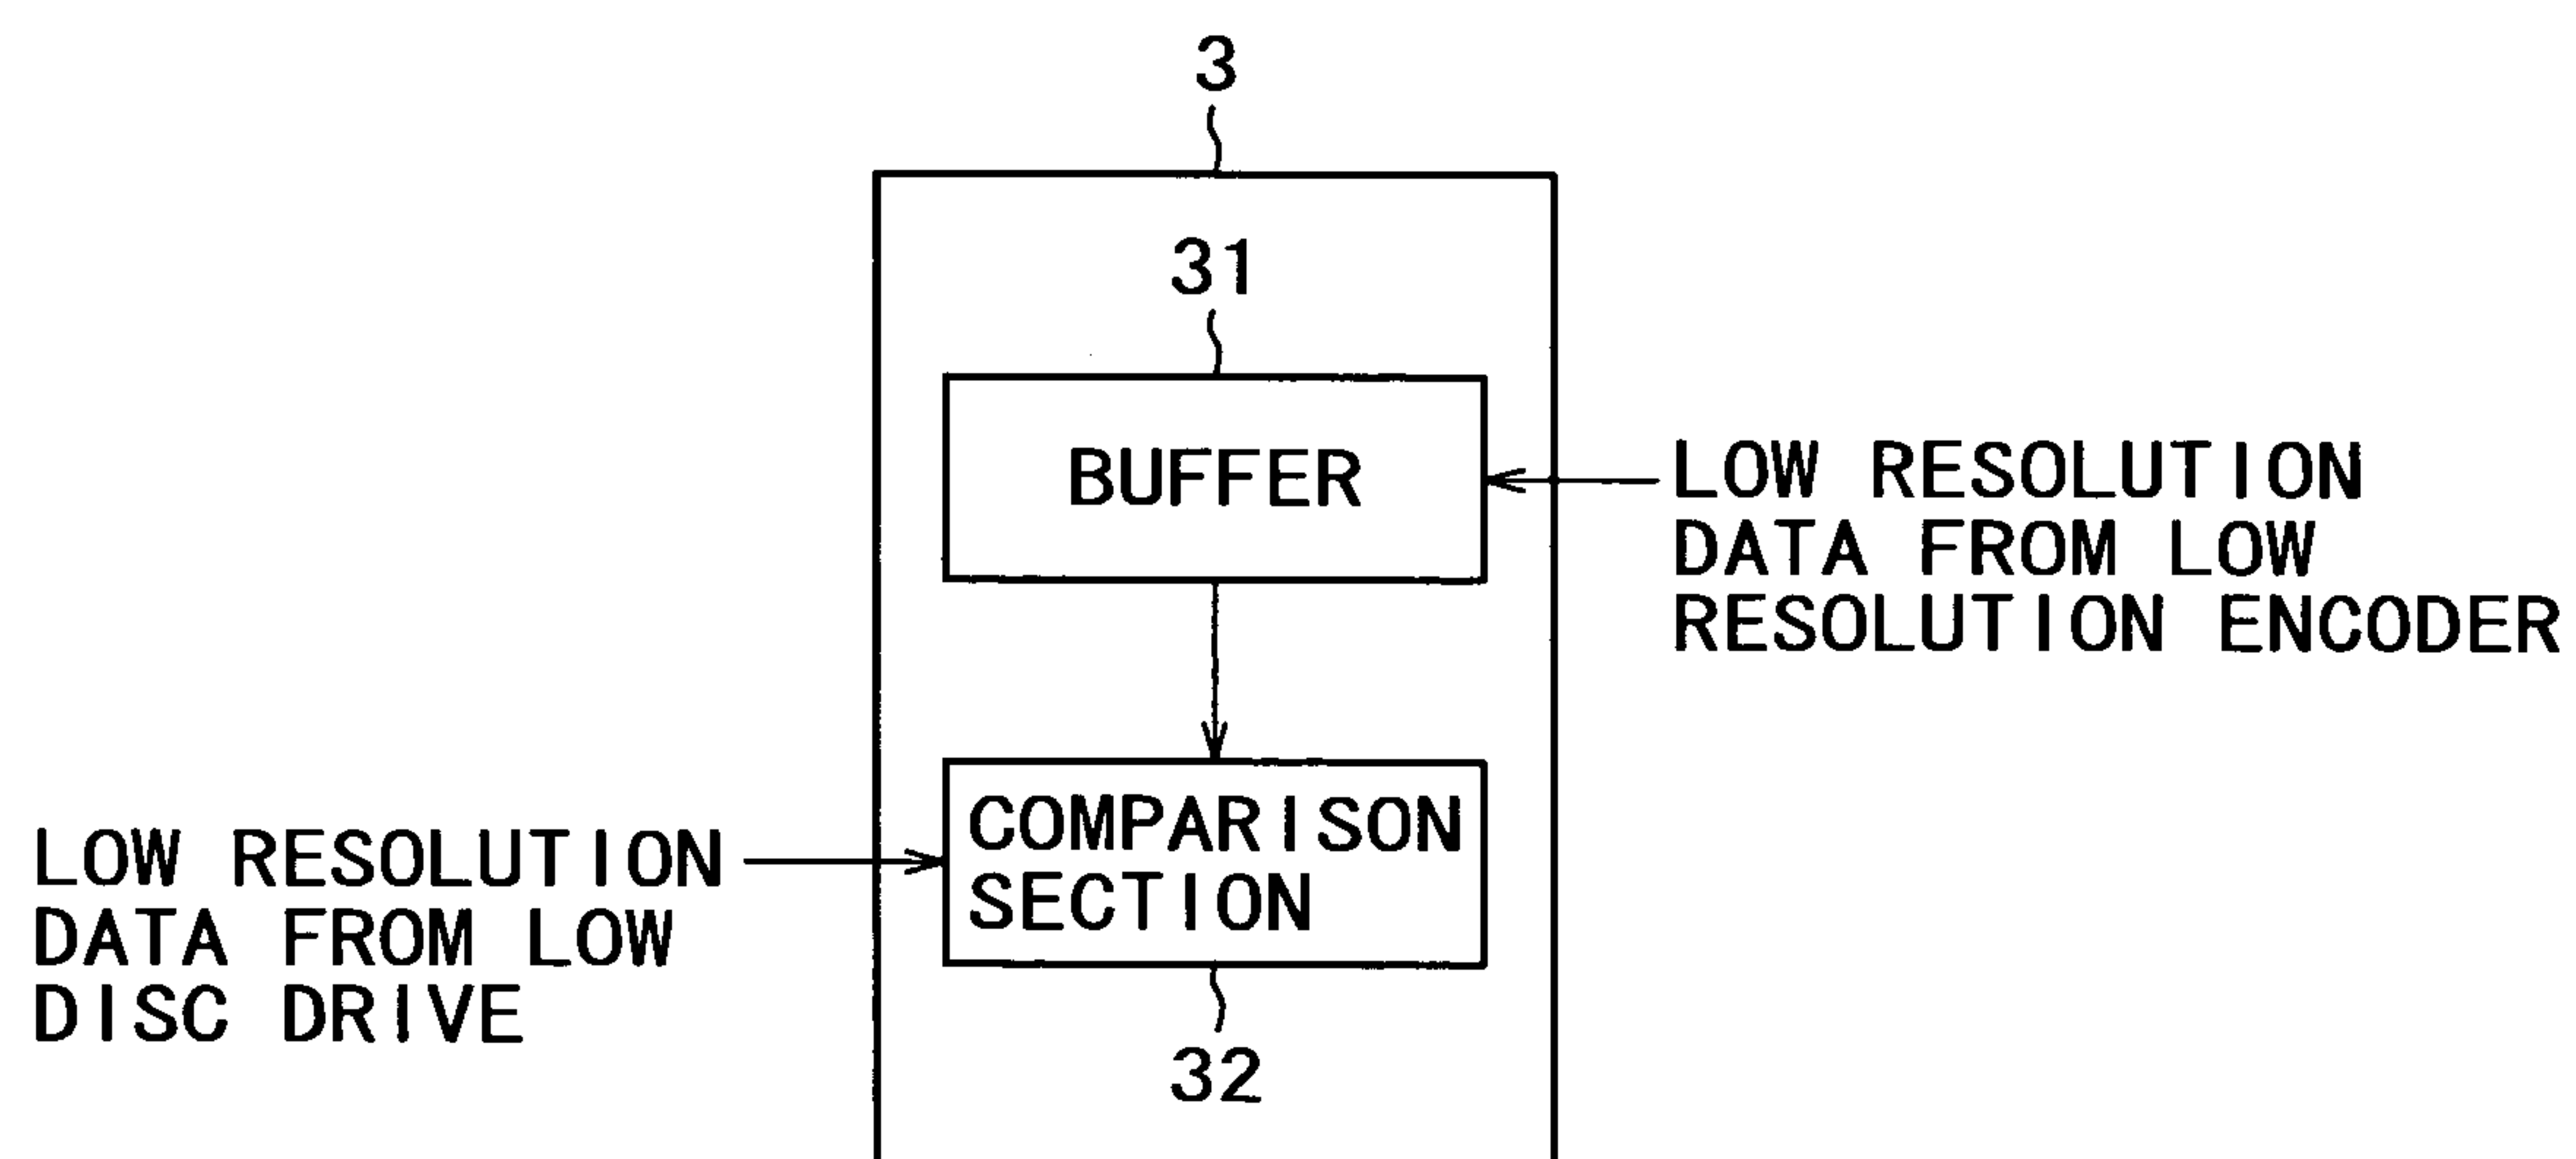 3
31
BUFFER
LOW RESOLUTION
DATA FROM LOW
RESOLUTION ENCODER
COMPARISON
SECTION
LOW RESOLUTION
DATA FROM LOW
DISC DRIVE
32